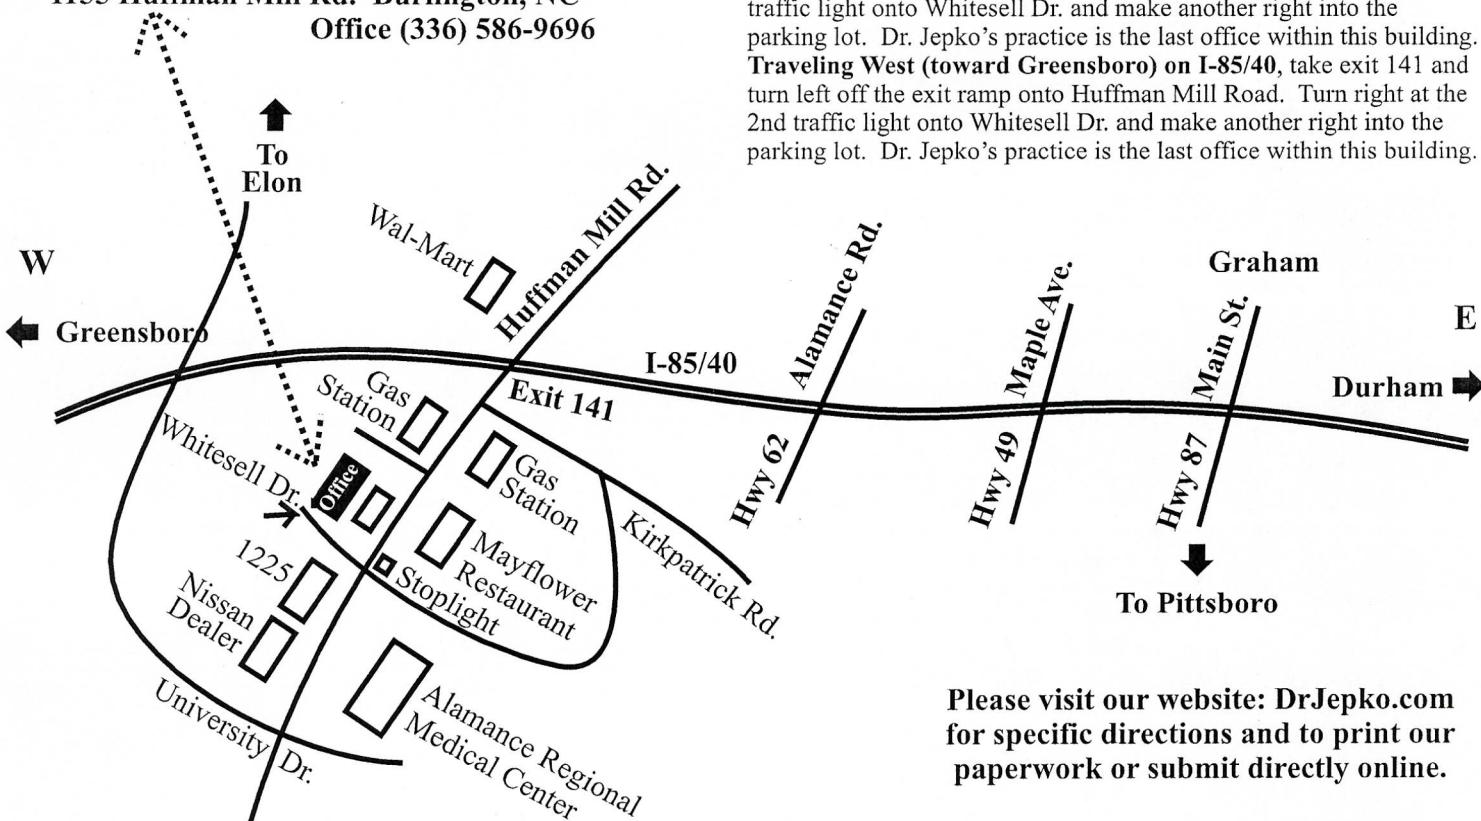 1155 Huffman Mill Rd. Burlington, NC
Office (336) 586-9696
traffic light onto Whitesell Dr. and make another right into the
parking lot. Dr. Jepko's practice is the last office within this building.
Traveling West (toward Greensboro) on I-85/40, take exit 141 and
turn left off the exit ramp onto Huffman Mill Road. Turn right at the
2nd traffic light onto Whitesell Dr. and make another right into the
parking lot. Dr. Jepko's practice is the last office within this building.
To
Elon
W
Greensboro
Wal-Mart
Huffman Mill Rd.
I-85/40
Exit 141
Alamance Rd.
Hwy 62
Maple Ave.
Hwy 49
Graham
Main St.
Hwy 87
E
Durham
To Pittsboro
Gas
Station
Whitesell Dr.
Office
Gas
Station
Kirkpatrick Rd.
Mayflower
Restaurant
Stoplight
1225
Nissan
Dealer
University Dr.
Alamance Regional
Medical Center
Please visit our website: DrJepko.com
for specific directions and to print our
paperwork or submit directly online.